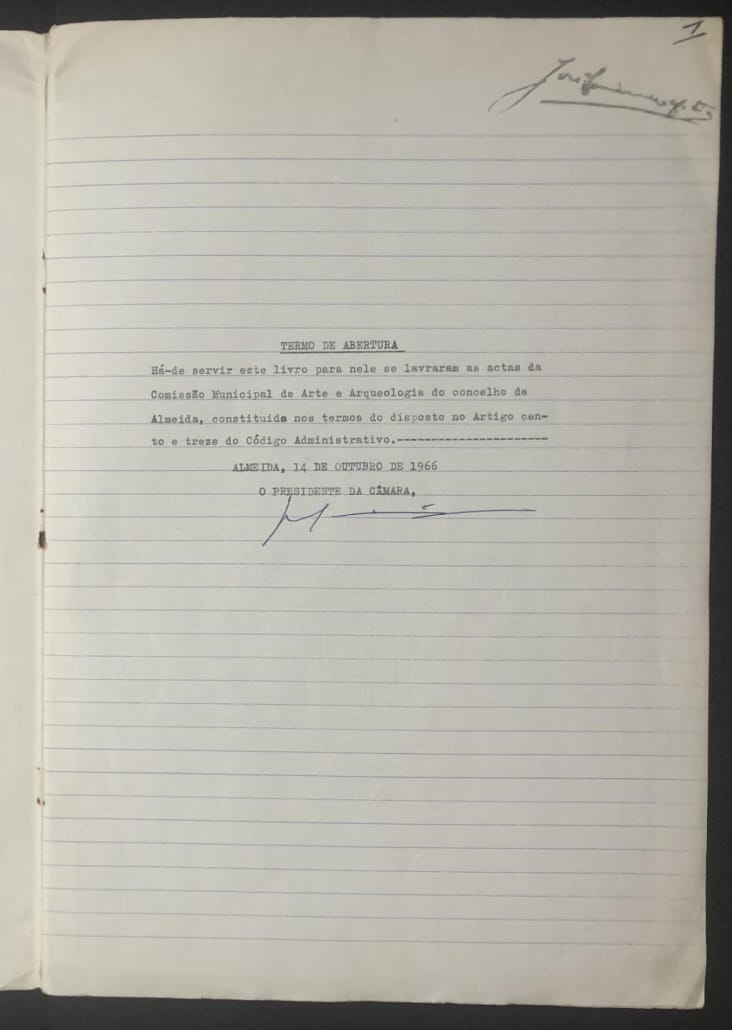 1
José
TERMO DE ABERTURA
Há-de servir este livro para nele se lavraram as actas da
Comissão Municipal de Arte e Arqueologia do concelho de
Almeida, constituida nos termos do disposto no Artigo cen-
to e treze do Código Administrativo.-----------------------
ALMEIDA, 14 DE OUTUBRO DE 1966
O PRESIDENTE DA CÂMARA,